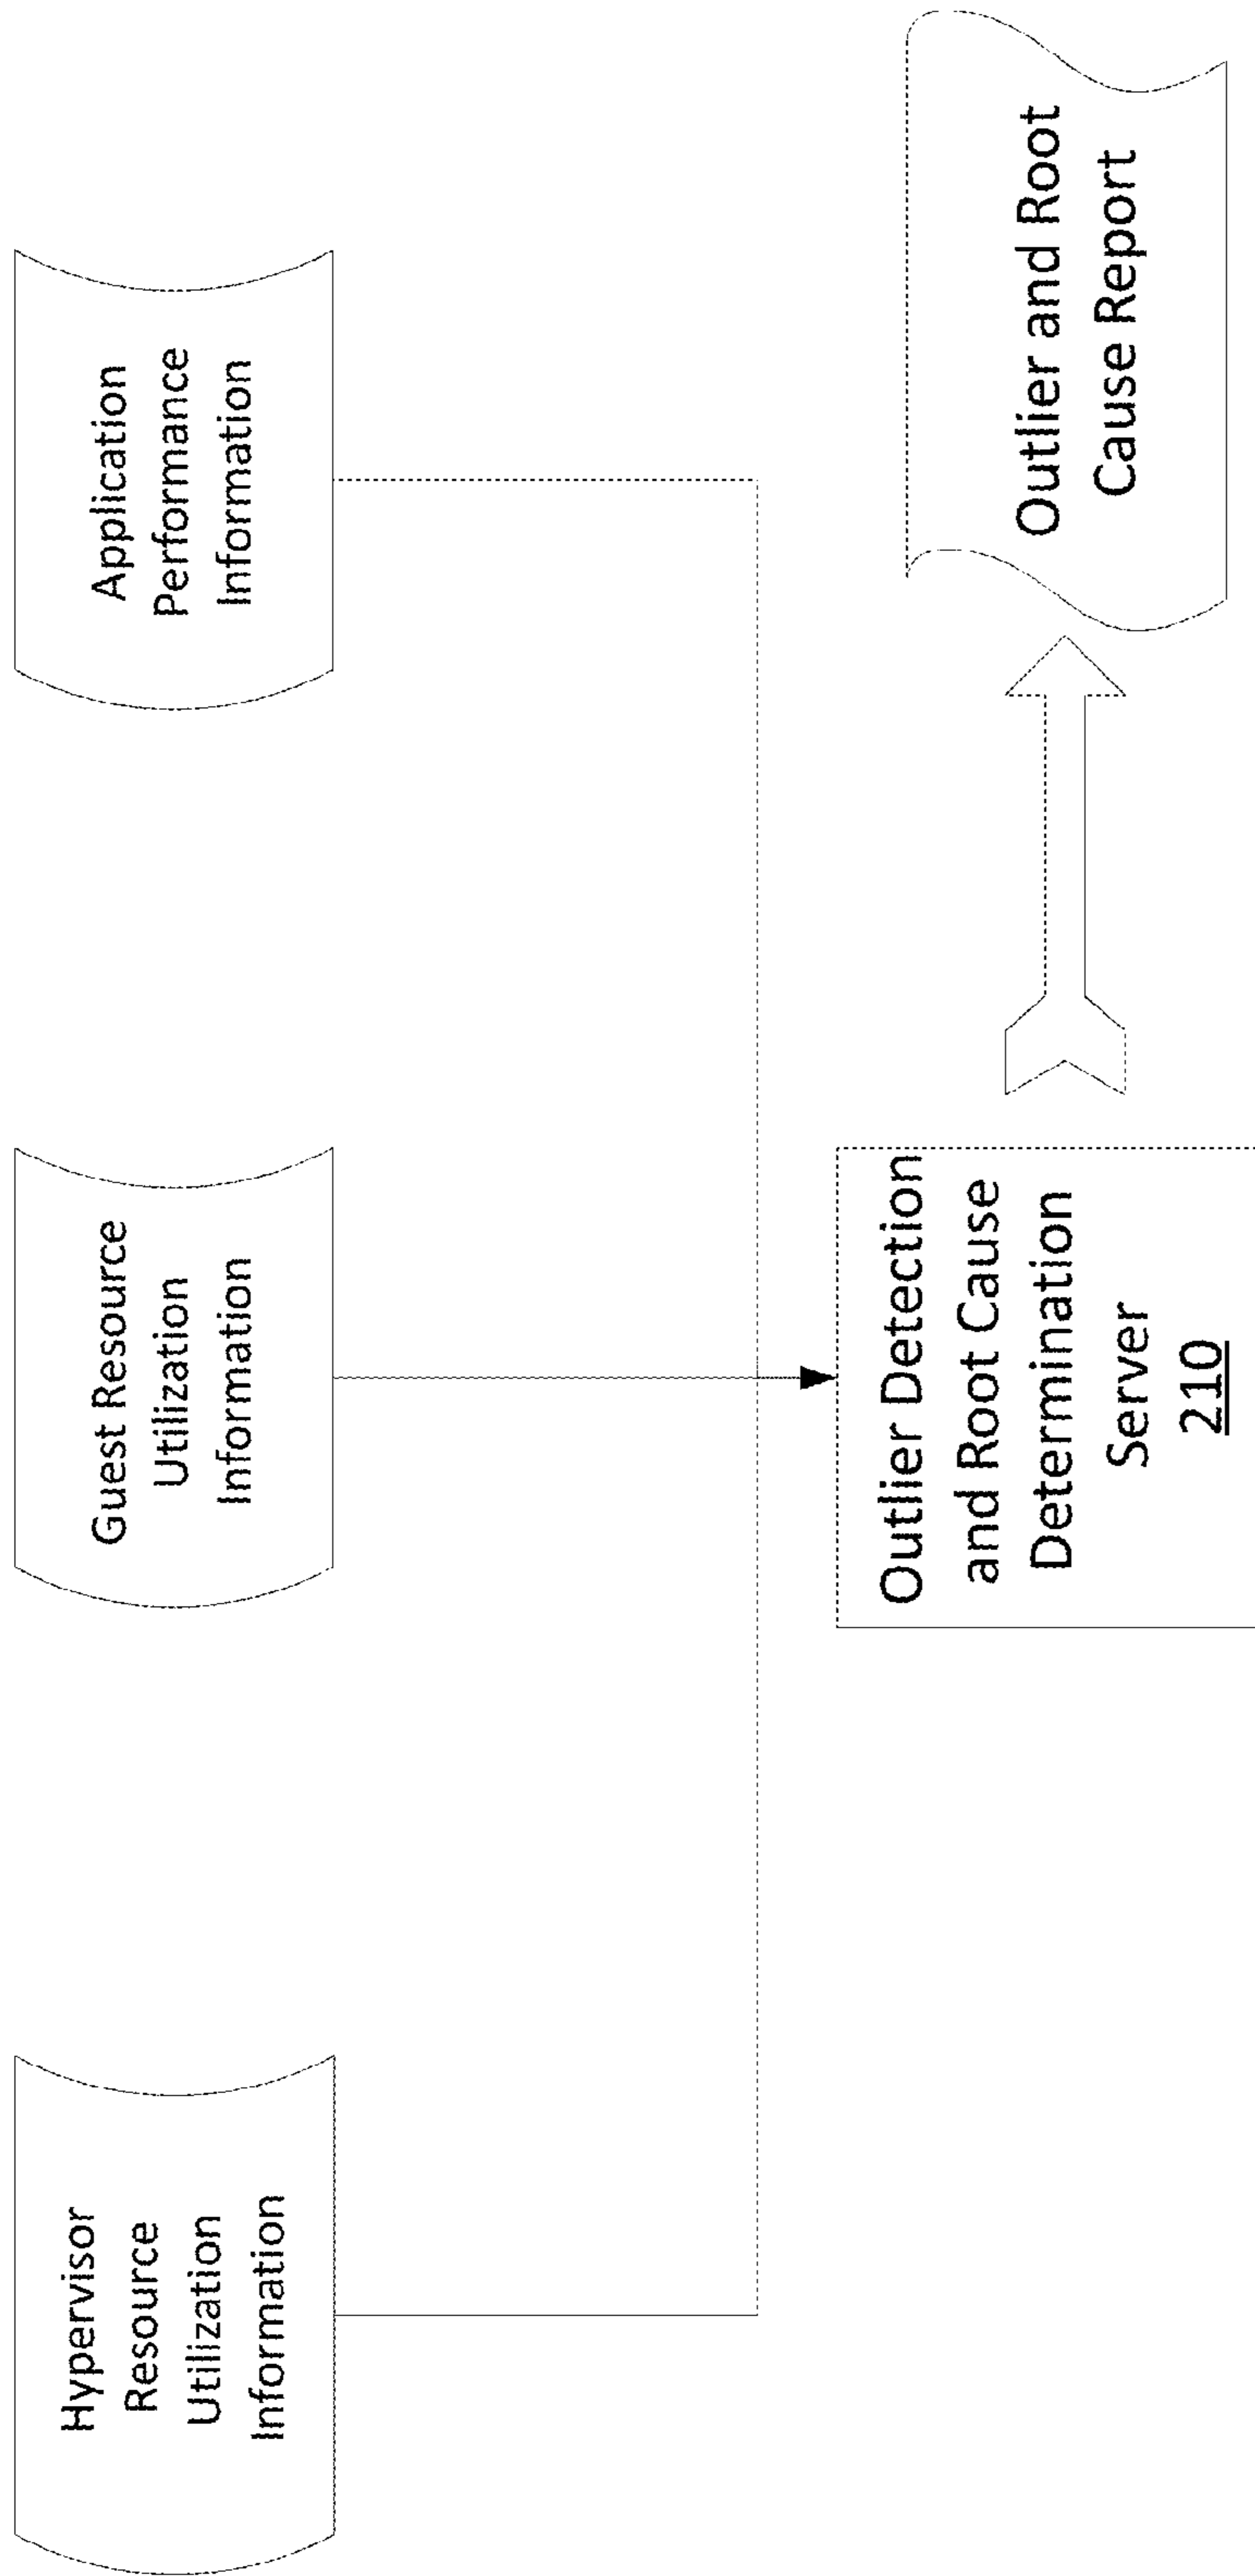 Hypervisor
Resource
Utilization
Information
Guest Resource
Utilization
Information
Application
Performance
Information
Outlier Detection
and Root Cause
Determination
Server
210
Outlier and Root
Cause Report